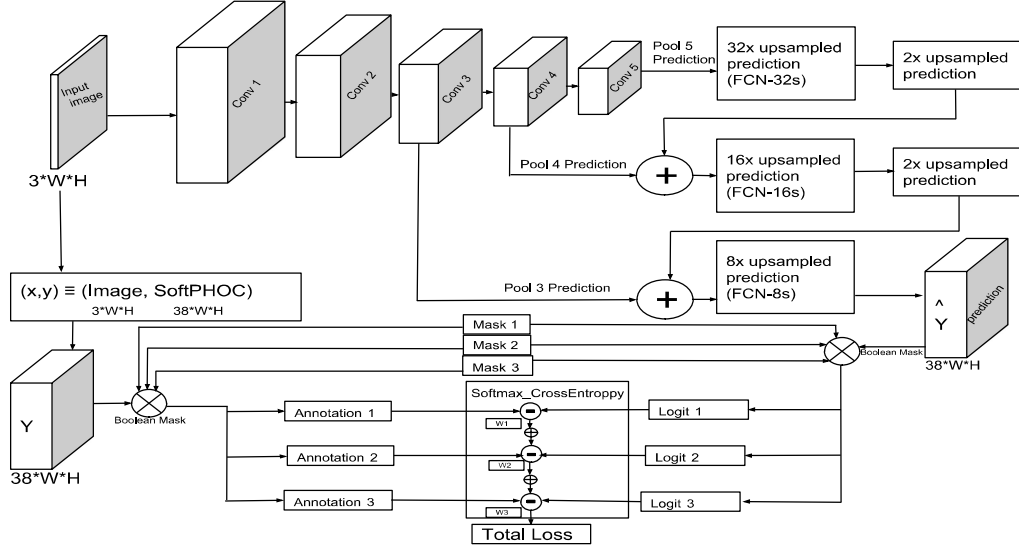 Input
image
3*W*H
Conv 1
Conv 2
Conv 3
Conv 4
Conv 5
Pool 5
Prediction
32x upsampled
prediction
(FCN-32s)
2x upsampled
prediction
Pool 4 Prediction
+
16x upsampled
prediction
(FCN-16s)
2x upsampled
prediction
Pool 3 Prediction
+
8x upsampled
prediction
(FCN-8s)
^
Y
prediction
38*W*H
(x,y) ≡ (Image, SoftPHOC)
3*W*H 38*W*H
Mask 1
Mask 2
Mask 3
Boolean Mask
Y
38*W*H
Boolean Mask
Softmax_CrossEntroppy
Annotation 1
-
Logit 1
W1
Annotation 2
-
Logit 2
W2
Annotation 3
-
Logit 3
W3
Total Loss